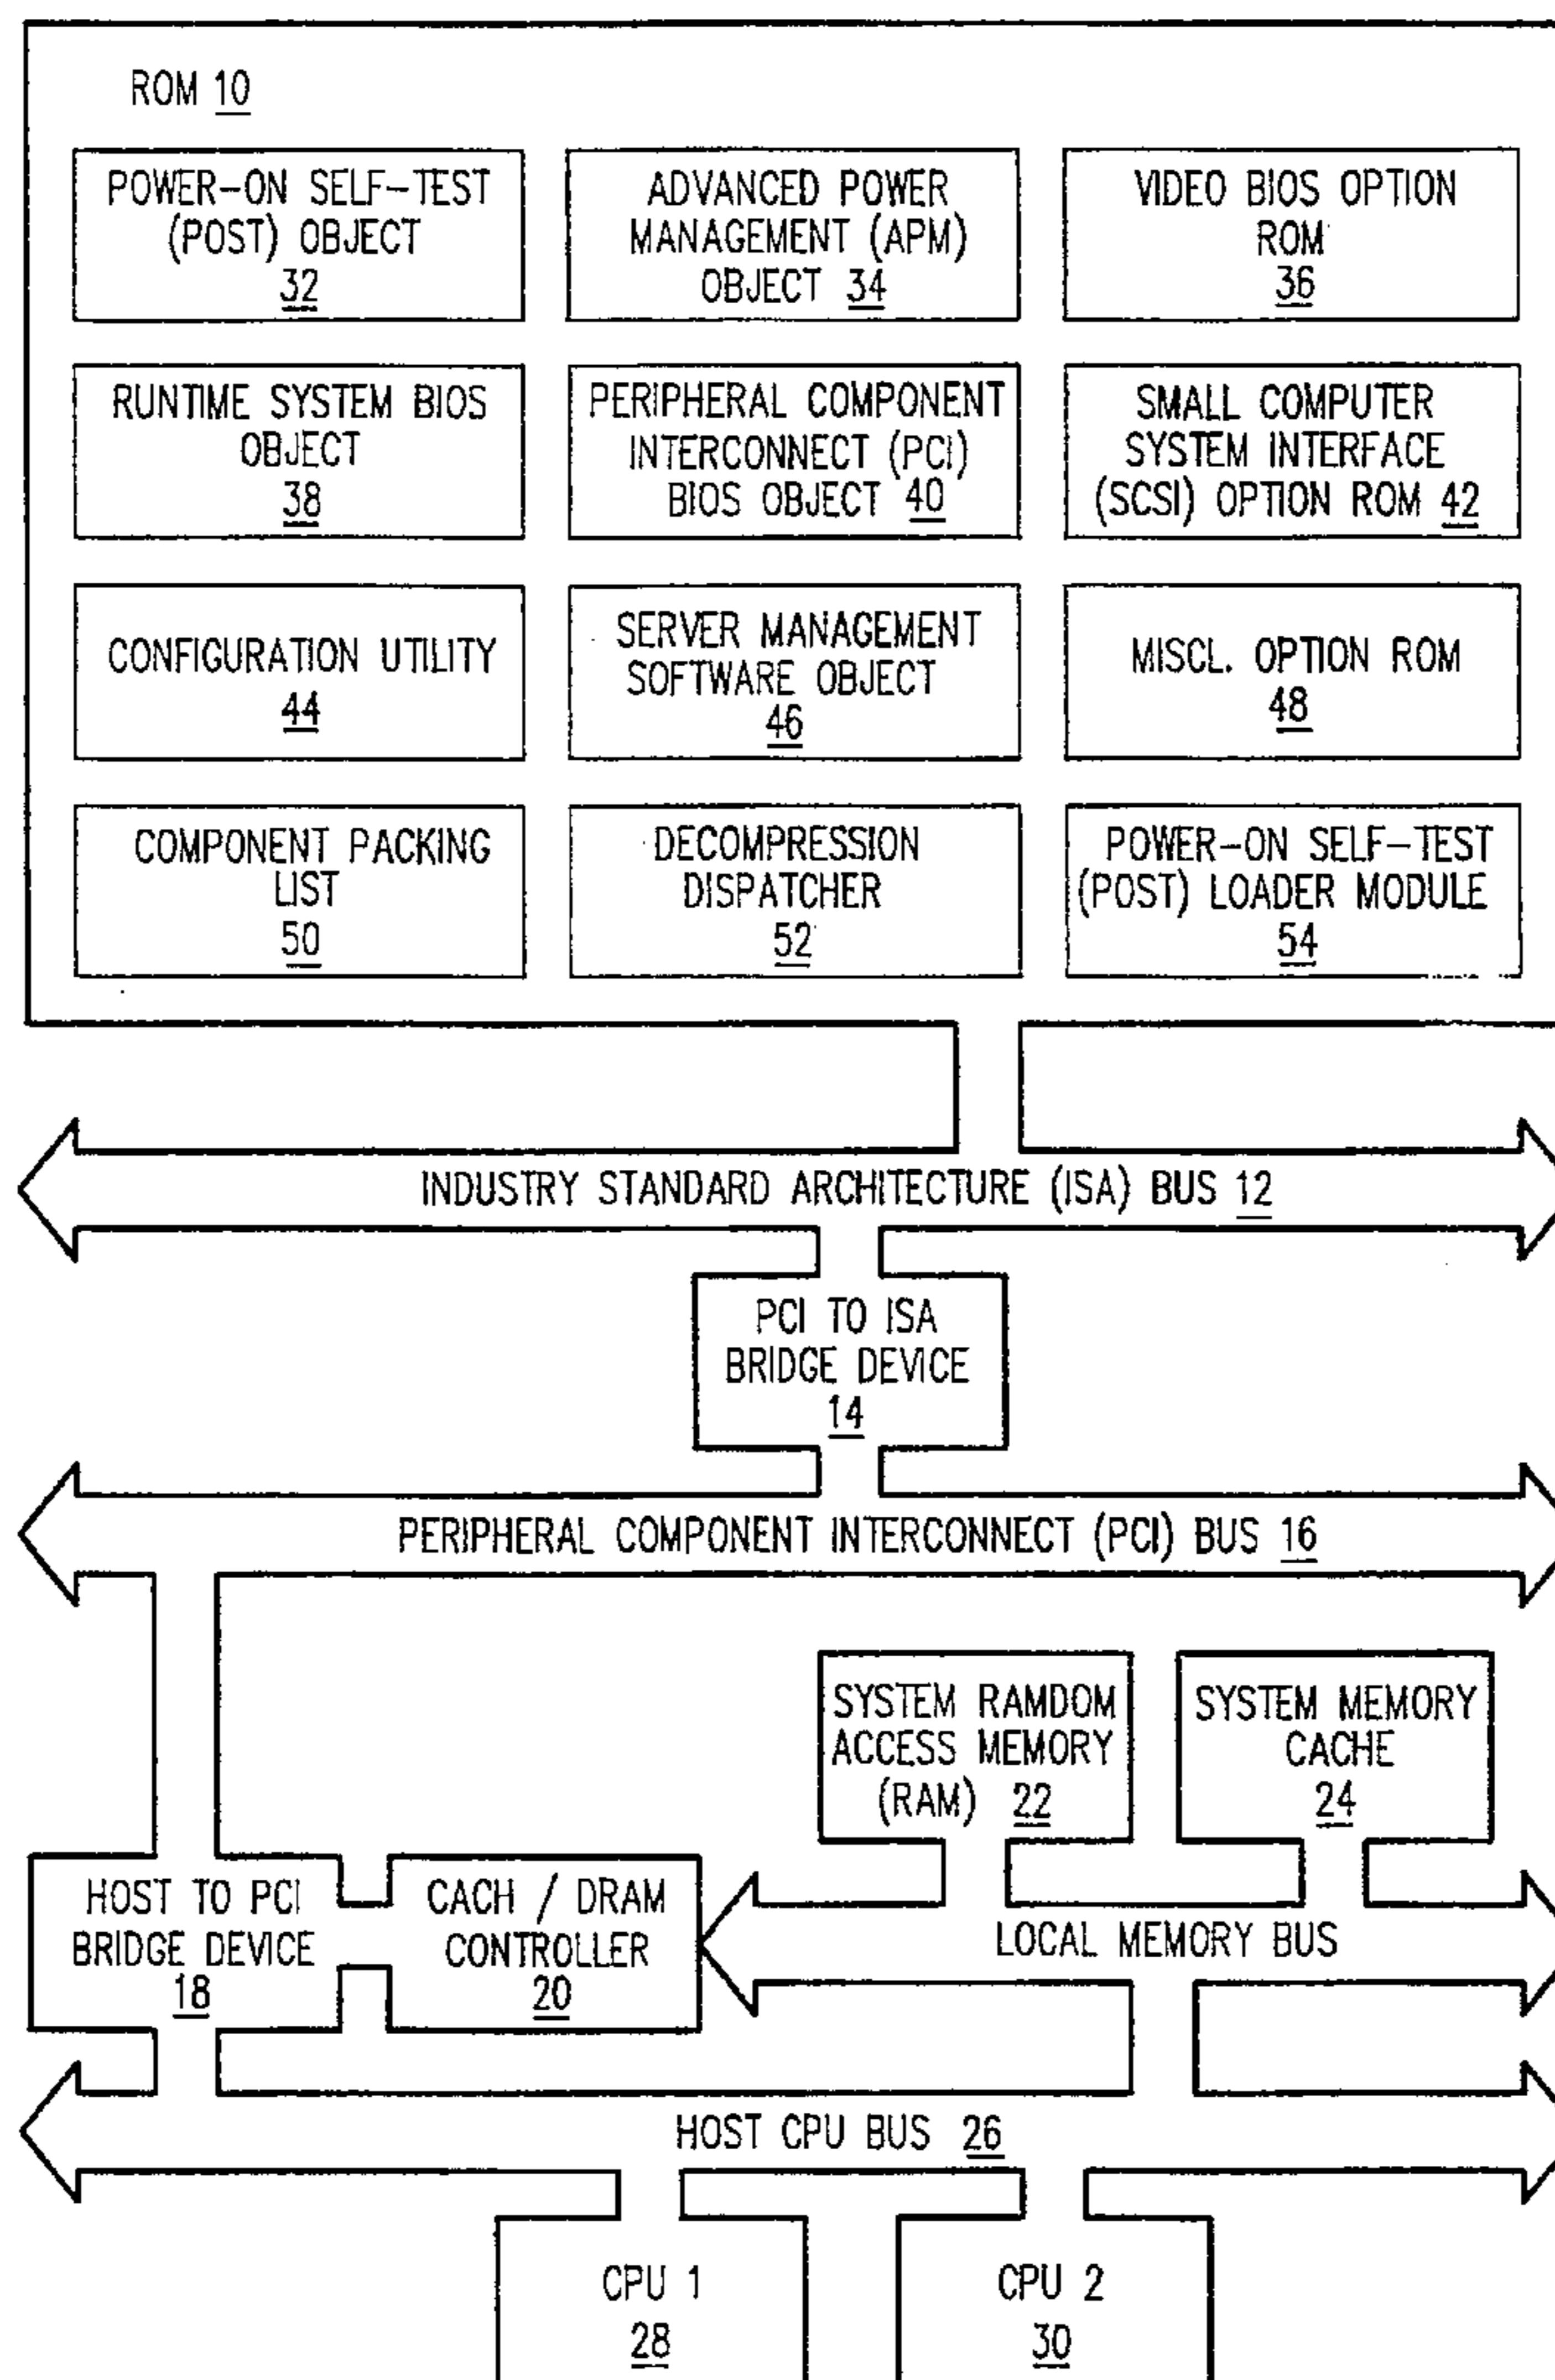 ROM 10
POWER-ON SELF-TEST
(POST) OBJECT
32
ADVANCED POWER
MANAGEMENT (APM)
OBJECT 34
VIDEO BIOS OPTION
ROM
36
RUNTIME SYSTEM BIOS
OBJECT
38
PERIPHERAL COMPONENT
INTERCONNECT (PCI)
BIOS OBJECT 40
SMALL COMPUTER
SYSTEM INTERFACE
(SCSI) OPTION ROM 42
CONFIGURATION UTILITY
44
SERVER MANAGEMENT
SOFTWARE OBJECT
46
MISCL. OPTION ROM
48
COMPONENT PACKING
LIST
50
DECOMPRESSION
DISPATCHER
52
POWER-ON SELF-TEST
(POST) LOADER MODULE
54
INDUSTRY STANDARD ARCHITECTURE (ISA) BUS 12
PCI TO ISA
BRIDGE DEVICE
14
PERIPHERAL COMPONENT INTERCONNECT (PCI) BUS 16
SYSTEM RAMDOM
ACCESS MEMORY
(RAM) 22
SYSTEM MEMORY
CACHE
24
HOST TO PCI
BRIDGE DEVICE
18
CACH / DRAM
CONTROLLER
20
LOCAL MEMORY BUS
HOST CPU BUS 26
CPU 1
28
CPU 2
30